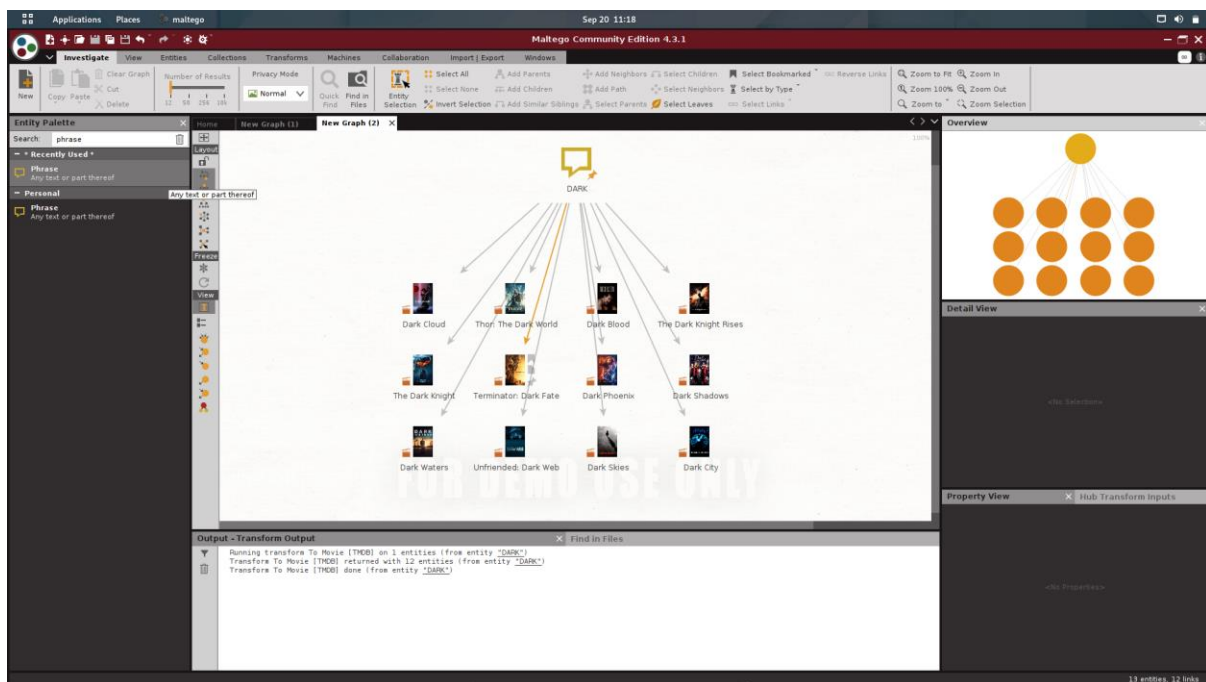 Applications Places maltego Sep 20 11:18
Maltego Community Edition 4.3.1
Investigate View Entities Collections Transforms Machines Collaboration Import | Export Windows
New
Copy Paste
Clear Graph
Cut
Delete
Number of Results
12
Privacy Mode
Normal
Quick Find
Find in Files
Entity Selection
Select All Add Parents Add Neighbors Select Children Select Bookmarked Reverse Links Zoom to Fit Zoom In
Select None Add Children Add Path Select Neighbors Select by Type Zoom 100% Zoom Out
Invert Selection Add Similar Siblings Select Parents Select Leaves Select Links Zoom to Zoom Selection
Entity Palette
Search: phrase
* Recently Used *
Phrase
Any text or part thereof
Personal
Phrase
Any text or part thereof
Any text or part thereof
Home New Graph (1) New Graph (2)
Layout
Freeze
View
100%
DARK
Dark Cloud Thor: The Dark World Dark Blood The Dark Knight Rises
The Dark Knight Terminator: Dark Fate Dark Phoenix Dark Shadows
Dark Waters Unfriended: Dark Web Dark Skies Dark City
FOR DEMO USE ONLY
Overview
Detail View
<No Selection>
Property View Hub Transform Inputs
<No Properties>
Output - Transform Output Find in Files
Running transform To Movie [TMDB] on 1 entities (from entity "DARK")
Transform To Movie [TMDB] returned with 12 entities (from entity "DARK")
Transform To Movie [TMDB] done (from entity "DARK")
13 entities, 12 links